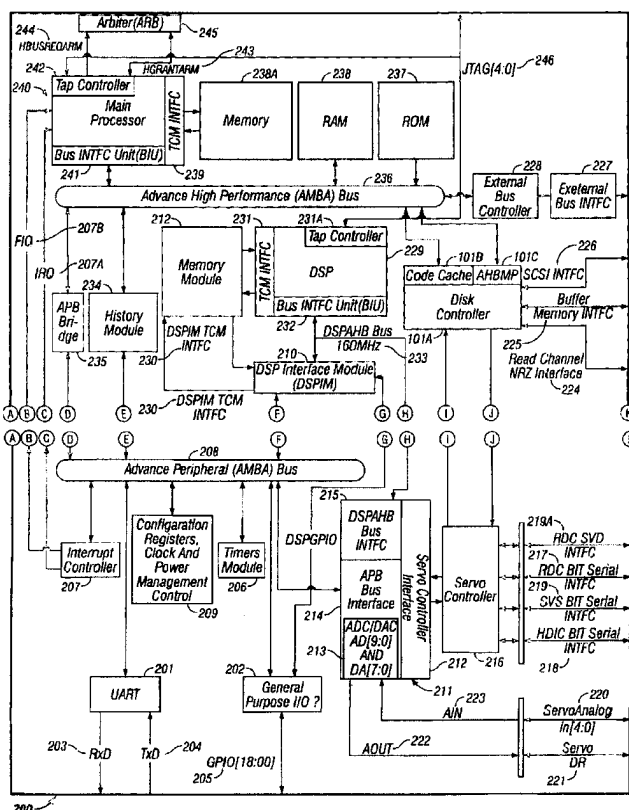 244
Arbiter(ARB)
245
HBUSREQARM
243
242
HGRANTARM
JTAG[4:0]
246
240
Tap Controller
238A
238
237
Main
Processor
TCM INTFC
Memory
RAM
ROM
Bus INTFC Unit(BIU)
241
239
236
228
227
Advance High Performance (AMBA) Bus
External
Bus
Controller
Exeternal
Bus INTFC
FIO
207B
212
231
231A
Tap Controller
229
IRO
207A
234
Memory
Module
TCM INTFC
DSP
101B
101C
226
Code Cache
AHBMP
SCSI INTFC
APB
Bridge
235
History
Module
Bus INTFC Unit(BIU)
232
Disk
Controller
101A
Buffer
Memory INTFC
225
230
DSPIM TCM
INTFC
DSPAHB Bus
160MHz
233
210
DSP Interface Module
(DSPIM)
Read Channel
NRZ Interface
224
230
DSPIM TCM
INTFC
A B C D E F G H I J K
A B C D E F G H I J K
208
Advance Peripheral (AMBA) Bus
215
DSPAHB Bus
INTFC
DSPGPIO
Interrupt
Controller
207
Configaration
Registers,
Clock And
Power
Management
Control
209
Timers
Module
206
214
APB
Bus
Interface
Servo Controller
Interface
Servo
Controller
216
219A
RDC SVD
INTFC
217
RDC BIT Serial
INTFC
219
SVS BIT Serial
INTFC
HDIC BIT Serial
INTFC
218
213
ADC/DAC
AD[9:0]
AND
DA[7:0]
212
211
201
UART
202
General
Purpose I/O ?
223
AIN
220
ServoAnalog
In[4:0]
203
RxD
TxD
204
GPIO[18:00]
205
AOUT
222
Servo
DR
221
200